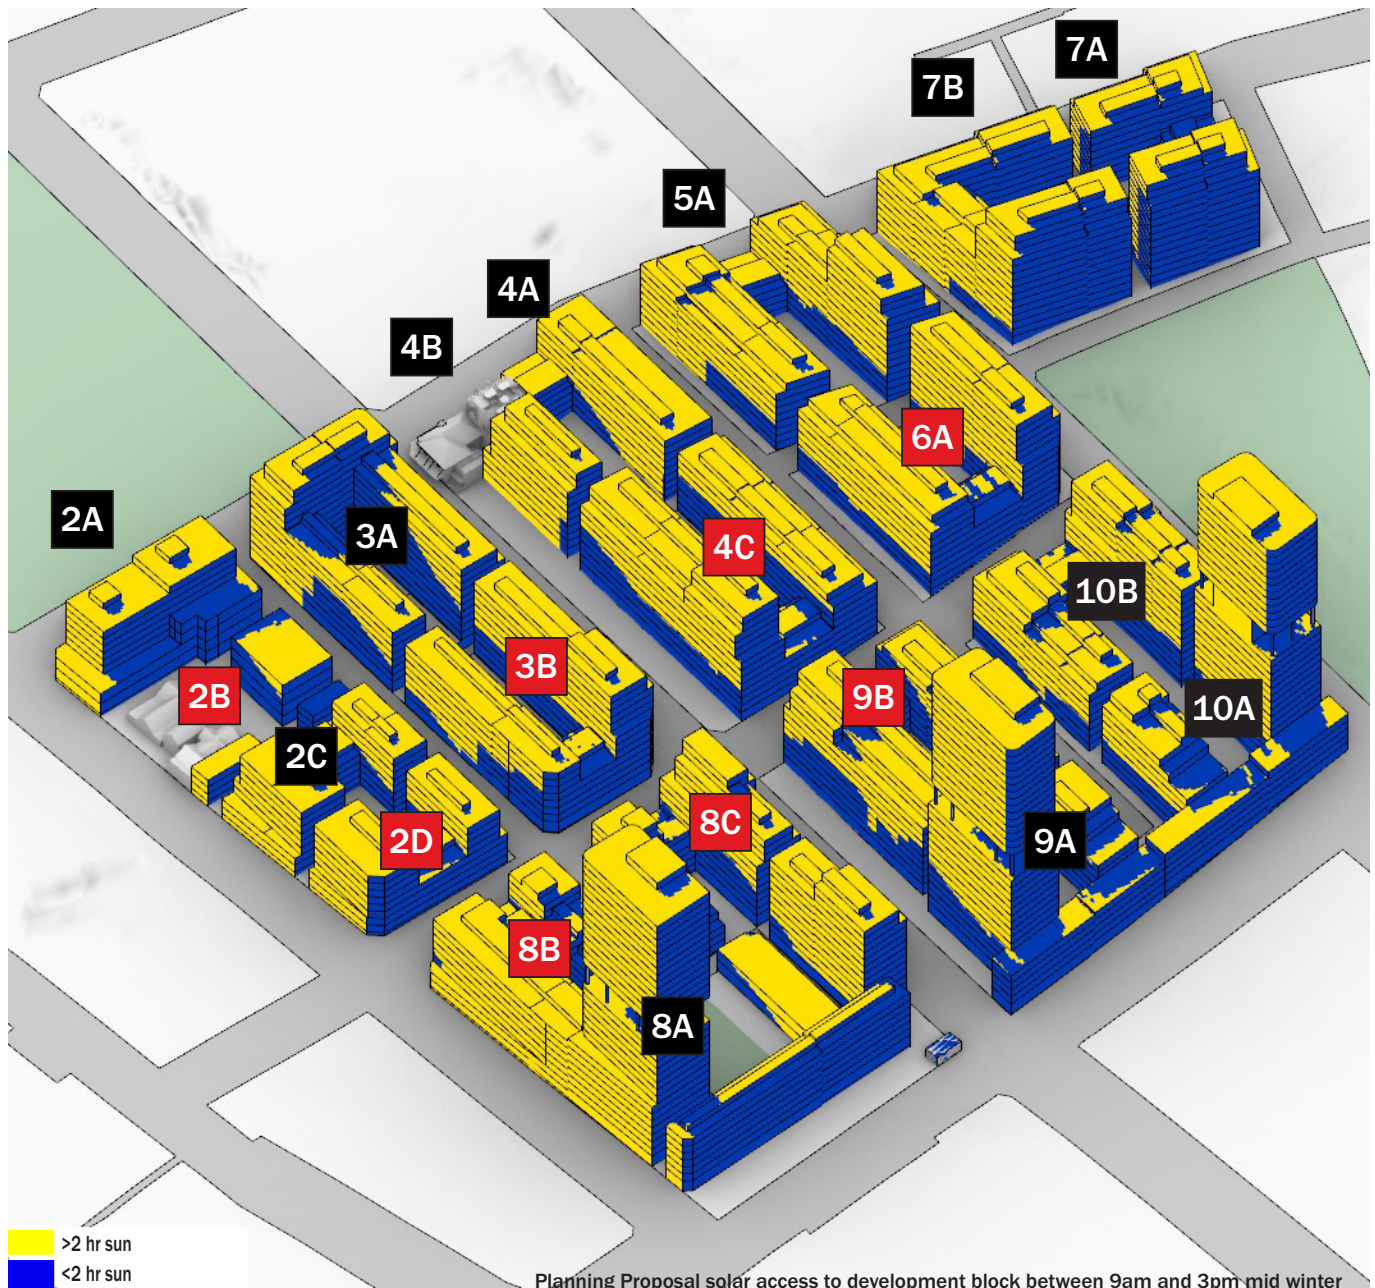 7A
7B
5A
4A
4B
6A
2A
3A
4C
10B
3B
2B
9B
10A
2C
8C
2D
9A
8B
8A
>2 hr sun
<2 hr sun
Planning Proposal solar access to development block between 9am and 3pm mid winter